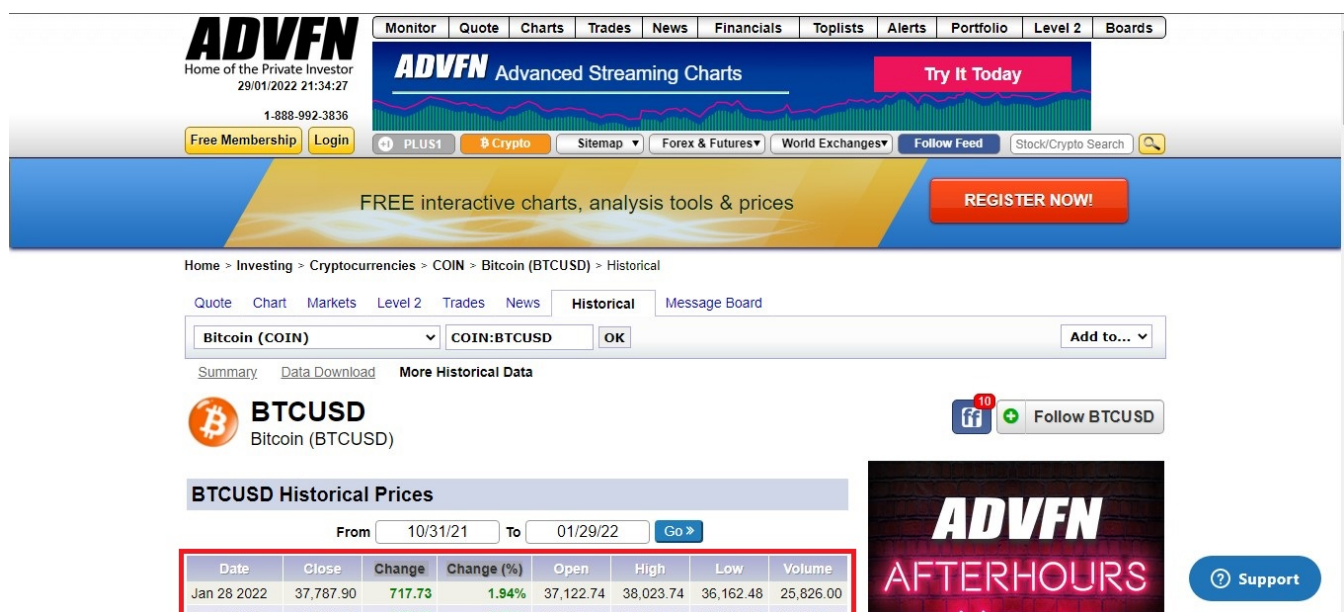 ADVFN
Home of the Private Investor
29/01/2022 21:34:27
1-888-992-3836
Free Membership Login
Monitor Quote Charts Trades News Financials Toplists Alerts Portfolio Level 2 Boards
ADVFN Advanced Streaming Charts Try It Today
+1 PLUS1 ₿ Crypto Sitemap ▾ Forex & Futures▾ World Exchanges▾ Follow Feed Stock/Crypto Search
FREE interactive charts, analysis tools & prices REGISTER NOW!
Home > Investing > Cryptocurrencies > COIN > Bitcoin (BTCUSD) > Historical
Quote Chart Markets Level 2 Trades News Historical Message Board
Bitcoin (COIN) COIN:BTCUSD OK Add to...
Summary Data Download More Historical Data
BTCUSD
Bitcoin (BTCUSD)
ff 10 Follow BTCUSD
BTCUSD Historical Prices
From 10/31/21 To 01/29/22 Go »
Date Close Change Change (%) Open High Low Volume
Jan 28 2022 37,787.90 717.73 1.94% 37,122.74 38,023.74 36,162.48 25,826.00
ADVFN
AFTERHOURS
? Support